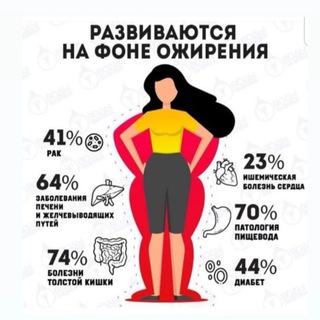 РАЗВИВАЮТСЯ
НА ФОНЕ ОЖИРЕНИЯ
41%
РАК
64%
ЗАБОЛЕВАНИЯ
ПЕЧЕНИ
И ЖЕЛЧЕВЫВОДЯЩИХ
ПУТЕЙ
74%
БОЛЕЗНИ
ТОЛСТОЙ КИШКИ
23%
ИШЕМИЧЕСКАЯ
БОЛЕЗНЬ СЕРДЦА
70%
ПАТОЛОГИЯ
ПИЩЕВОДА
44%
ДИАБЕТ